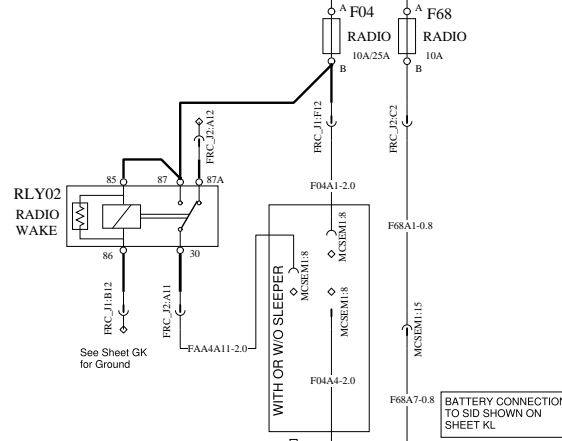 A
F04
RADIO
10A/25A
B
A
F68
RADIO
10A
B
FRC_J2:A12
FRC_J1:F12
FRC_J2:C2
85
87
87A
RLY02
RADIO
WAKE
F04A1-2.0
86
30
MCSEM1:8
MCSEM1:8
MCSEM1:8
F68A1-0.8
FRC_J1:B12
FRC_J2:A11
WITH OR W/O SLEEPER
MCSEM1:15
See Sheet GK
for Ground
FAA4A11-2.0
F04A4-2.0
F68A7-0.8
BATTERY CONNECTION
TO SID SHOWN ON
SHEET KL